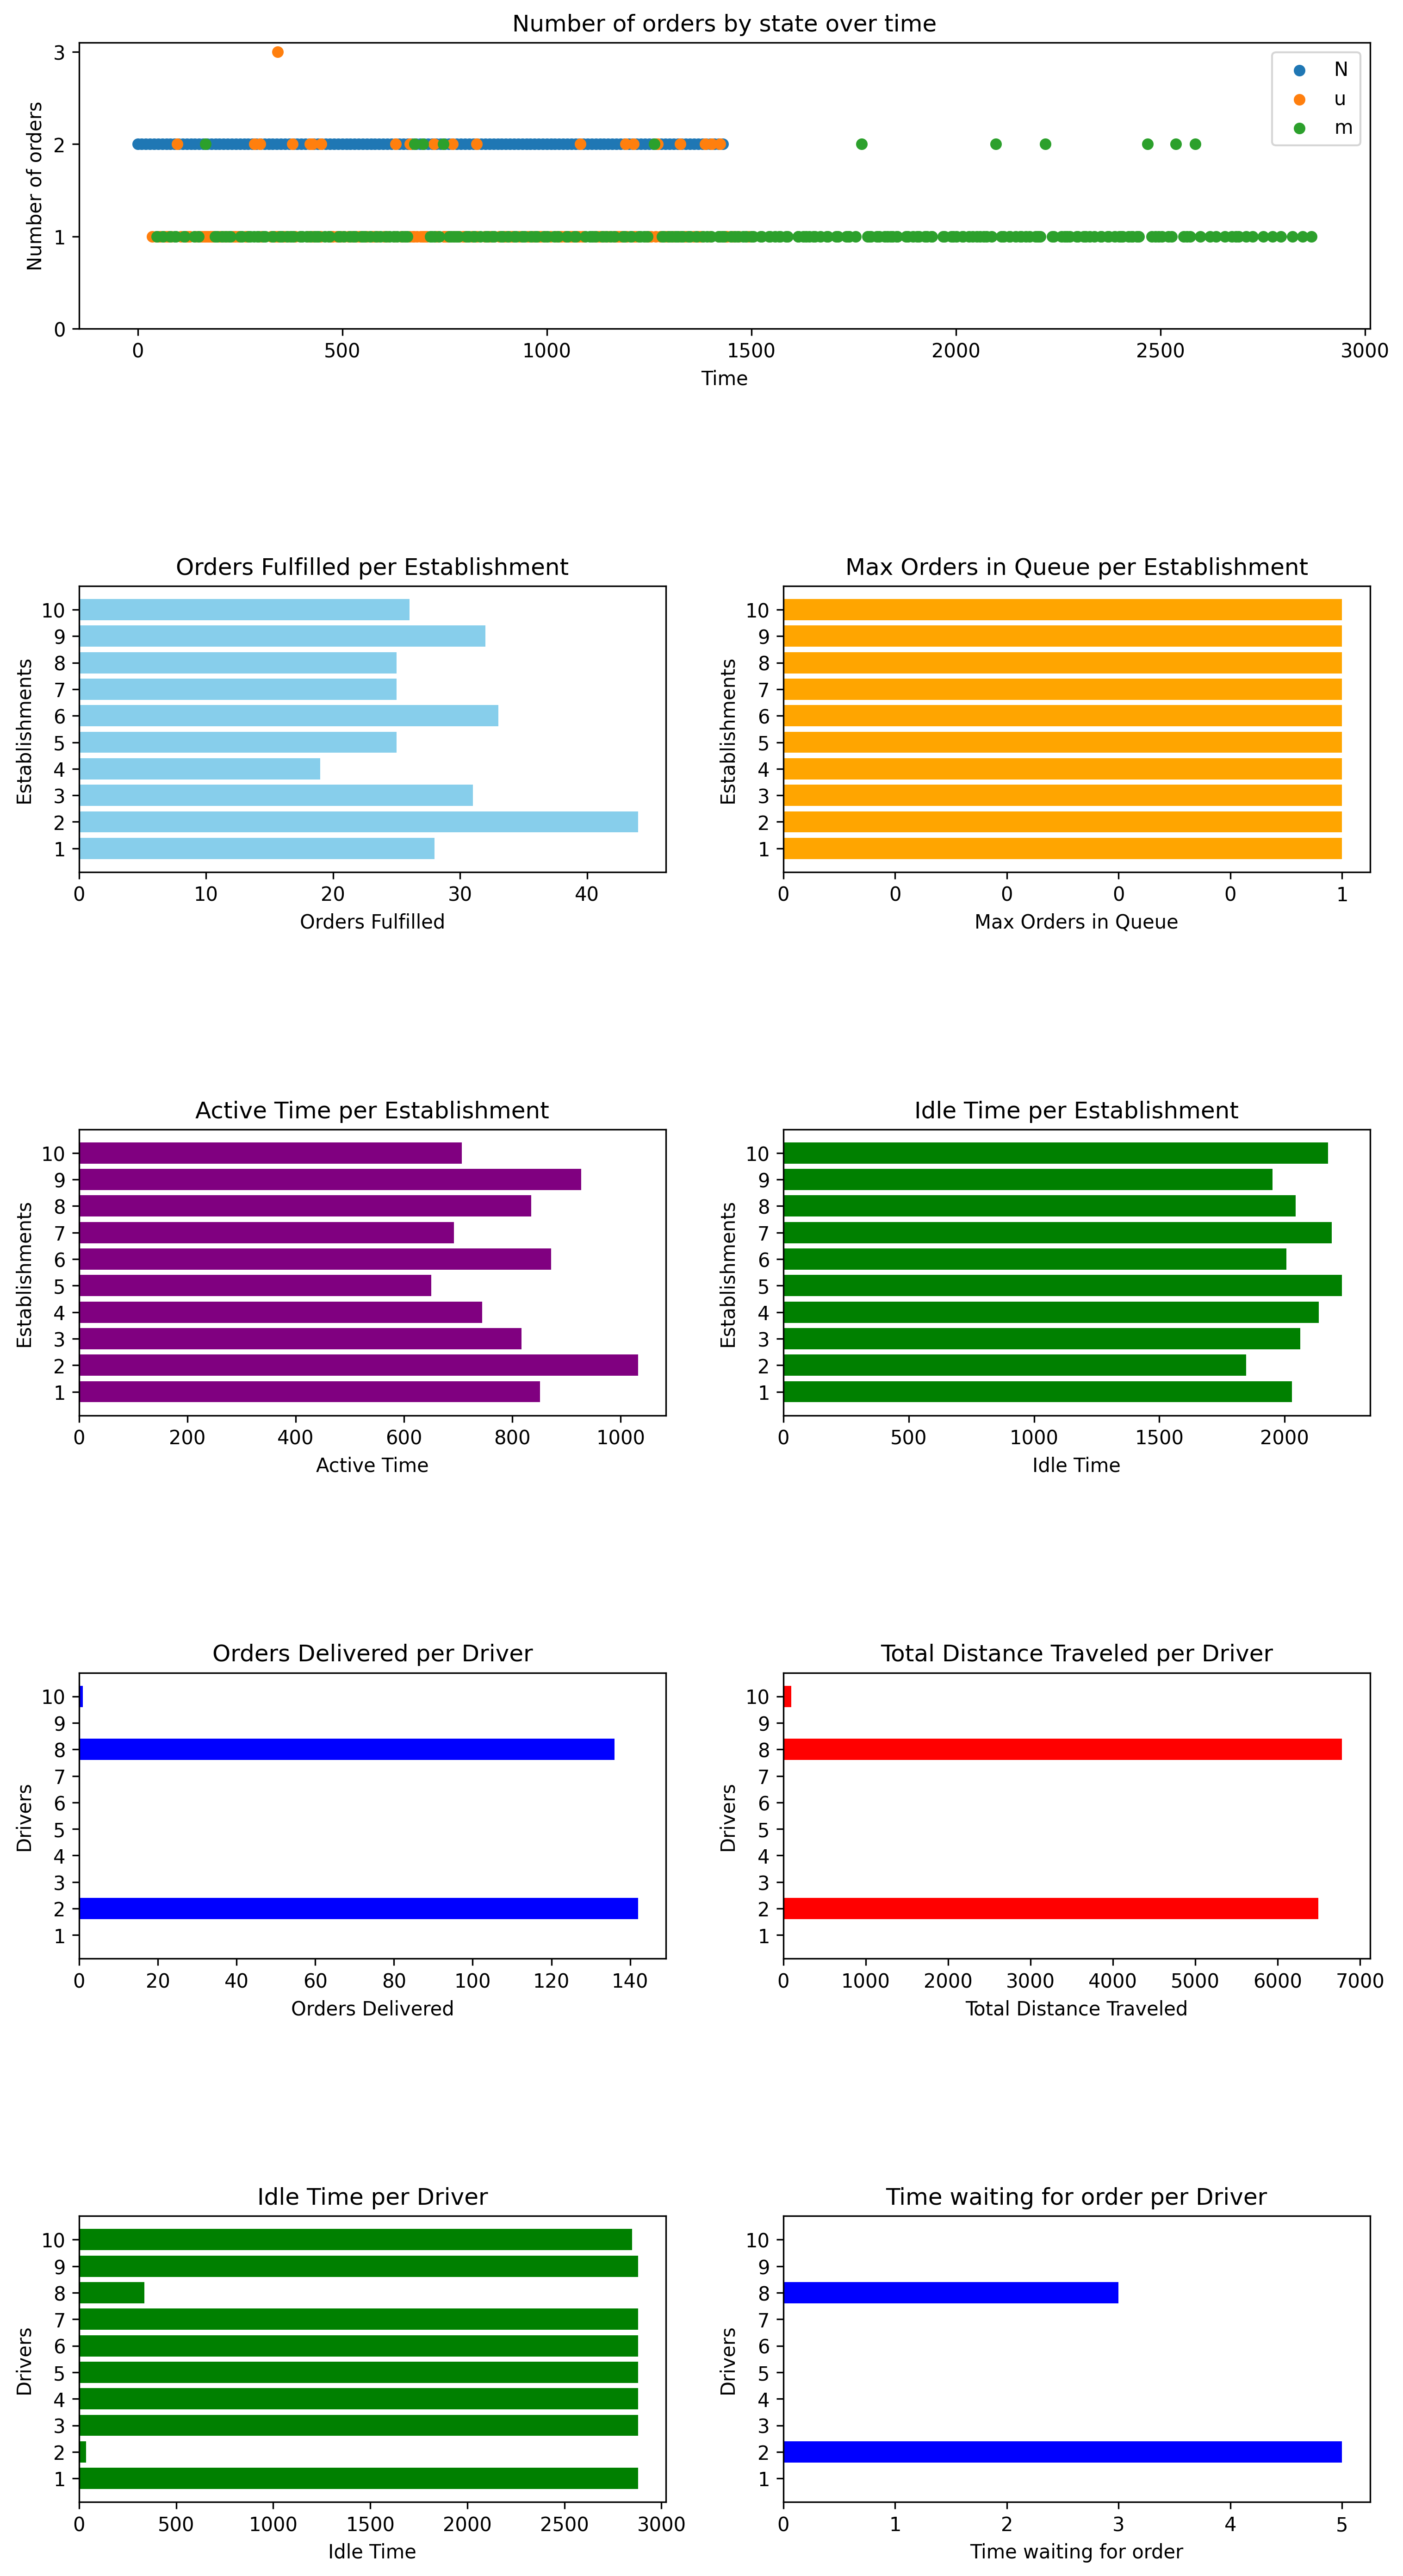 Number of orders by state over time
Number of orders
3
2
1
0
N
u
m
0 500 1000 1500 2000 2500 3000
Time
Orders Fulfilled per Establishment
Establishments
10
9
8
7
6
5
4
3
2
1
0 10 20 30 40
Orders Fulfilled
Max Orders in Queue per Establishment
Establishments
10
9
8
7
6
5
4
3
2
1
0 0 0 0 0 1
Max Orders in Queue
Active Time per Establishment
Establishments
10
9
8
7
6
5
4
3
2
1
0 200 400 600 800 1000
Active Time
Idle Time per Establishment
Establishments
10
9
8
7
6
5
4
3
2
1
0 500 1000 1500 2000
Idle Time
Orders Delivered per Driver
Drivers
10
9
8
7
6
5
4
3
2
1
0 20 40 60 80 100 120 140
Orders Delivered
Total Distance Traveled per Driver
Drivers
10
9
8
7
6
5
4
3
2
1
0 1000 2000 3000 4000 5000 6000 7000
Total Distance Traveled
Idle Time per Driver
Drivers
10
9
8
7
6
5
4
3
2
1
0 500 1000 1500 2000 2500 3000
Idle Time
Time waiting for order per Driver
Drivers
10
9
8
7
6
5
4
3
2
1
0 1 2 3 4 5
Time waiting for order